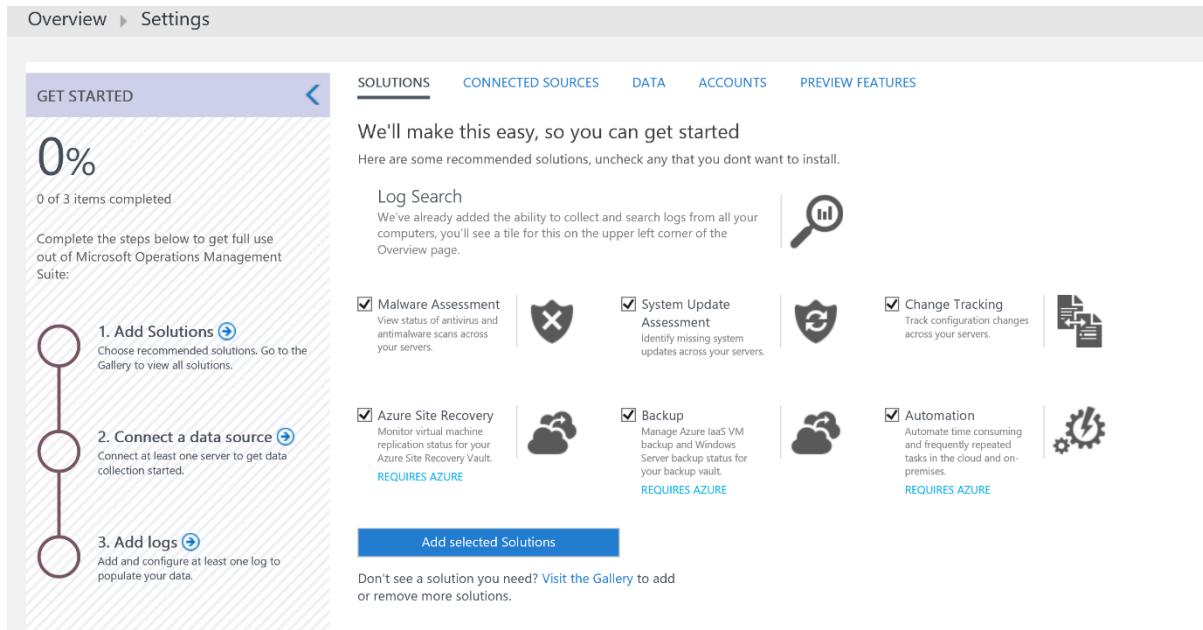 Overview Settings
GET STARTED
0%
0 of 3 items completed
Complete the steps below to get full use
out of Microsoft Operations Management
Suite:
1. Add Solutions
Choose recommended solutions. Go to the
Gallery to view all solutions.
2. Connect a data source
Connect at least one server to get data
collection started.
3. Add logs
Add and configure at least one log to
populate your data.
SOLUTIONS CONNECTED SOURCES DATA ACCOUNTS PREVIEW FEATURES
We'll make this easy, so you can get started
Here are some recommended solutions, uncheck any that you dont want to install.
Log Search
We've already added the ability to collect and search logs from all your
computers, you'll see a tile for this on the upper left corner of the
Overview page.
Malware Assessment
View status of antivirus and
antimalware scans across
your servers.
System Update
Assessment
Identify missing system
updates across your servers.
Change Tracking
Track configuration changes
across your servers.
Azure Site Recovery
Monitor virtual machine
replication status for your
Azure Site Recovery Vault.
REQUIRES AZURE
Backup
Manage Azure IaaS VM
backup and Windows
Server backup status for
your backup vault.
REQUIRES AZURE
Automation
Automate time consuming
and frequently repeated
tasks in the cloud and on-
premises.
REQUIRES AZURE
Add selected Solutions
Don't see a solution you need? Visit the Gallery to add
or remove more solutions.